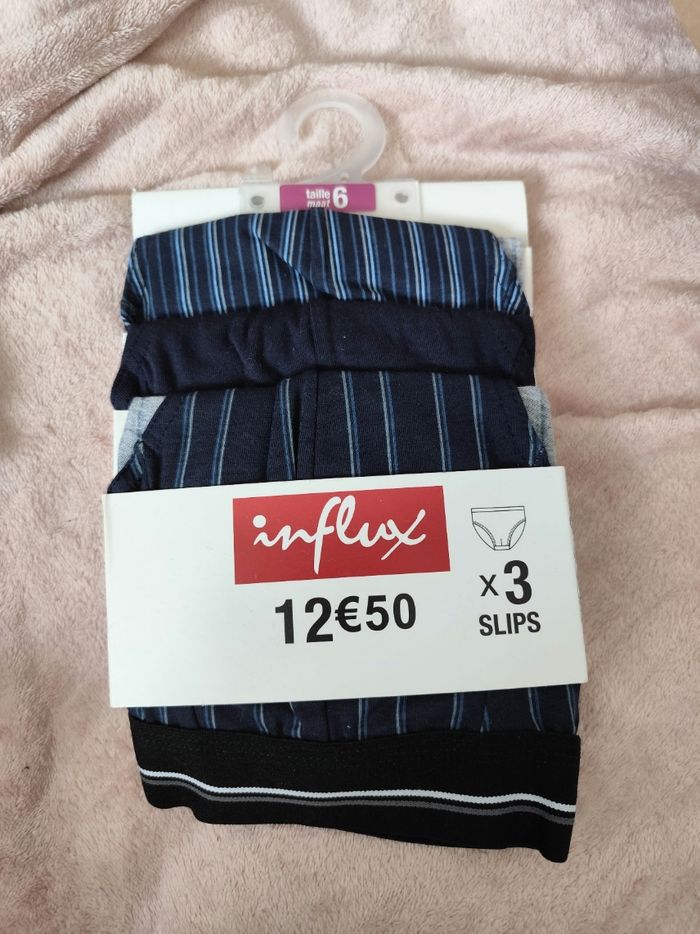 taille 6
maat
influx
12€50
x3
SLIPS